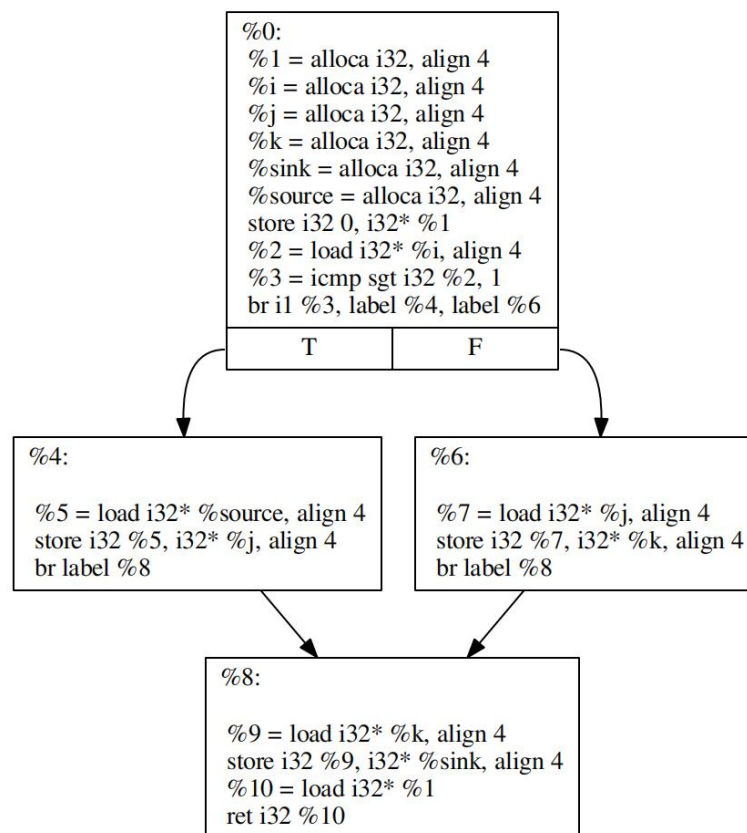 %0:
%1 = alloca i32, align 4
%i = alloca i32, align 4
%j = alloca i32, align 4
%k = alloca i32, align 4
%sink = alloca i32, align 4
%source = alloca i32, align 4
store i32 0, i32* %1
%2 = load i32* %i, align 4
%3 = icmp sgt i32 %2, 1
br i1 %3, label %4, label %6
T F
%4:
%5 = load i32* %source, align 4
store i32 %5, i32* %j, align 4
br label %8
%6:
%7 = load i32* %j, align 4
store i32 %7, i32* %k, align 4
br label %8
%8:
%9 = load i32* %k, align 4
store i32 %9, i32* %sink, align 4
%10 = load i32* %1
ret i32 %10